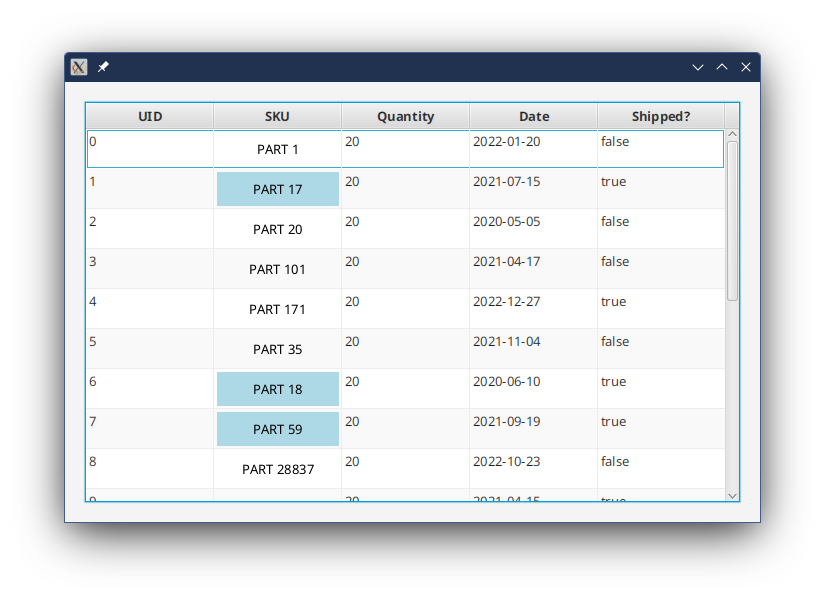 UID SKU Quantity Date Shipped?
0 PART 1 20 2022-01-20 false
1 PART 17 20 2021-07-15 true
2 PART 20 20 2020-05-05 false
3 PART 101 20 2021-04-17 false
4 PART 171 20 2022-12-27 true
5 PART 35 20 2021-11-04 false
6 PART 18 20 2020-06-10 true
7 PART 59 20 2021-09-19 true
8 PART 28837 20 2022-10-23 false
9 20 2021-04-15 true